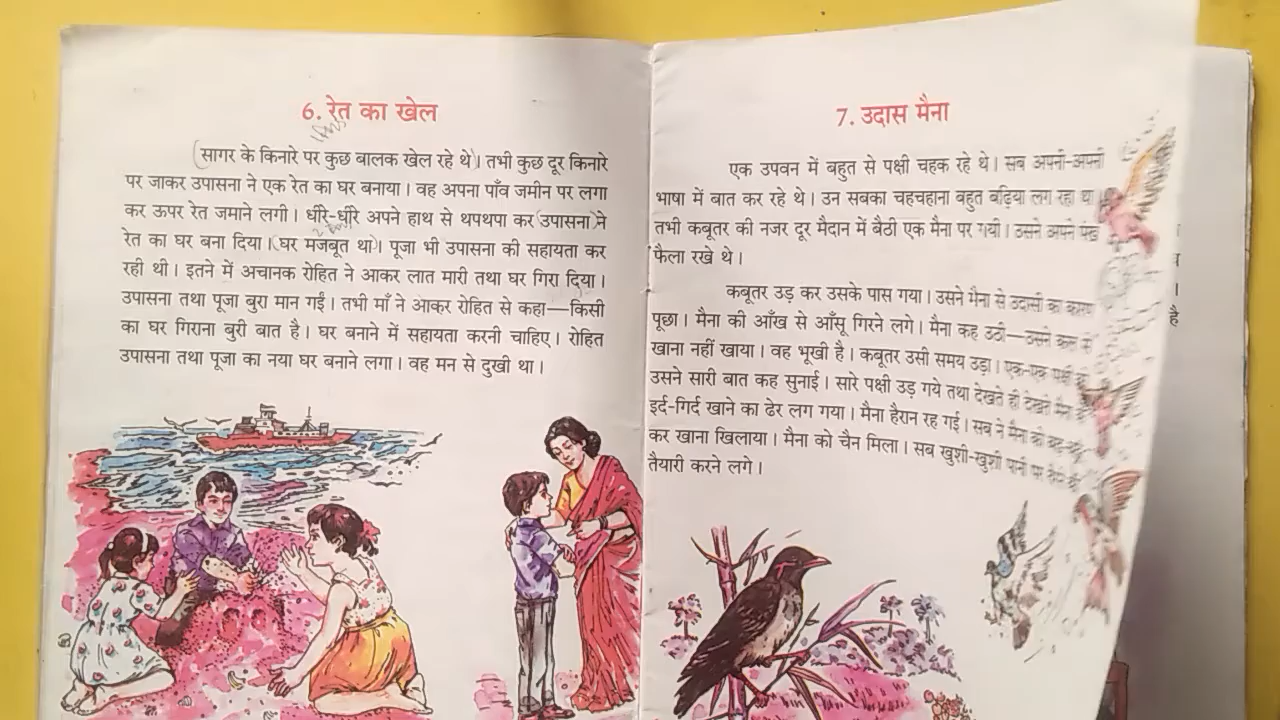 6. रेत का खेल
(सागर के किनारे पर कुछ बालक खेल रहे थे)। तभी कुछ दूर किनारे
पर जाकर उपासना ने एक रेत का घर बनाया। वह अपना पाँव जमीन पर लगा
कर ऊपर रेत जमाने लगी। धीरे-धीरे अपने हाथ से थपथपा कर (उपासना) ने
रेत का घर बना दिया। (घर मजबूत था)। पूजा भी उपासना की सहायता कर
रही थी। इतने में अचानक रोहित ने आकर लात मारी तथा घर गिरा दिया।
उपासना तथा पूजा बुरा मान गईं। तभी माँ ने आकर रोहित से कहा—किसी
का घर गिराना बुरी बात है। घर बनाने में सहायता करनी चाहिए। रोहित
उपासना तथा पूजा का नया घर बनाने लगा। वह मन से दुखी था।
7. उदास मैना
एक उपवन में बहुत से पक्षी चहक रहे थे। सब अपनी-अपनी
भाषा में बात कर रहे थे। उन सबका चहचहाना बहुत बढ़िया लग रहा था।
तभी कबूतर की नजर दूर मैदान में बैठी एक मैना पर गयी। उसने अपने पंख
फैला रखे थे।
कबूतर उड़ कर उसके पास गया। उसने मैना से उदासी का कारण
पूछा। मैना की आँख से आँसू गिरने लगे। मैना कह उठी—उसने कल से
खाना नहीं खाया। वह भूखी है। कबूतर उसी समय उड़ा। एक-एक पक्षी
उसने सारी बात कह सुनाई। सारे पक्षी उड़ गये तथा देखते ही देखते मैना के
इर्द-गिर्द खाने का ढेर लग गया। मैना हैरान रह गई। सब ने मैना को
कर खाना खिलाया। मैना को चैन मिला। सब खुशी-खुशी
तैयारी करने लगे।
है